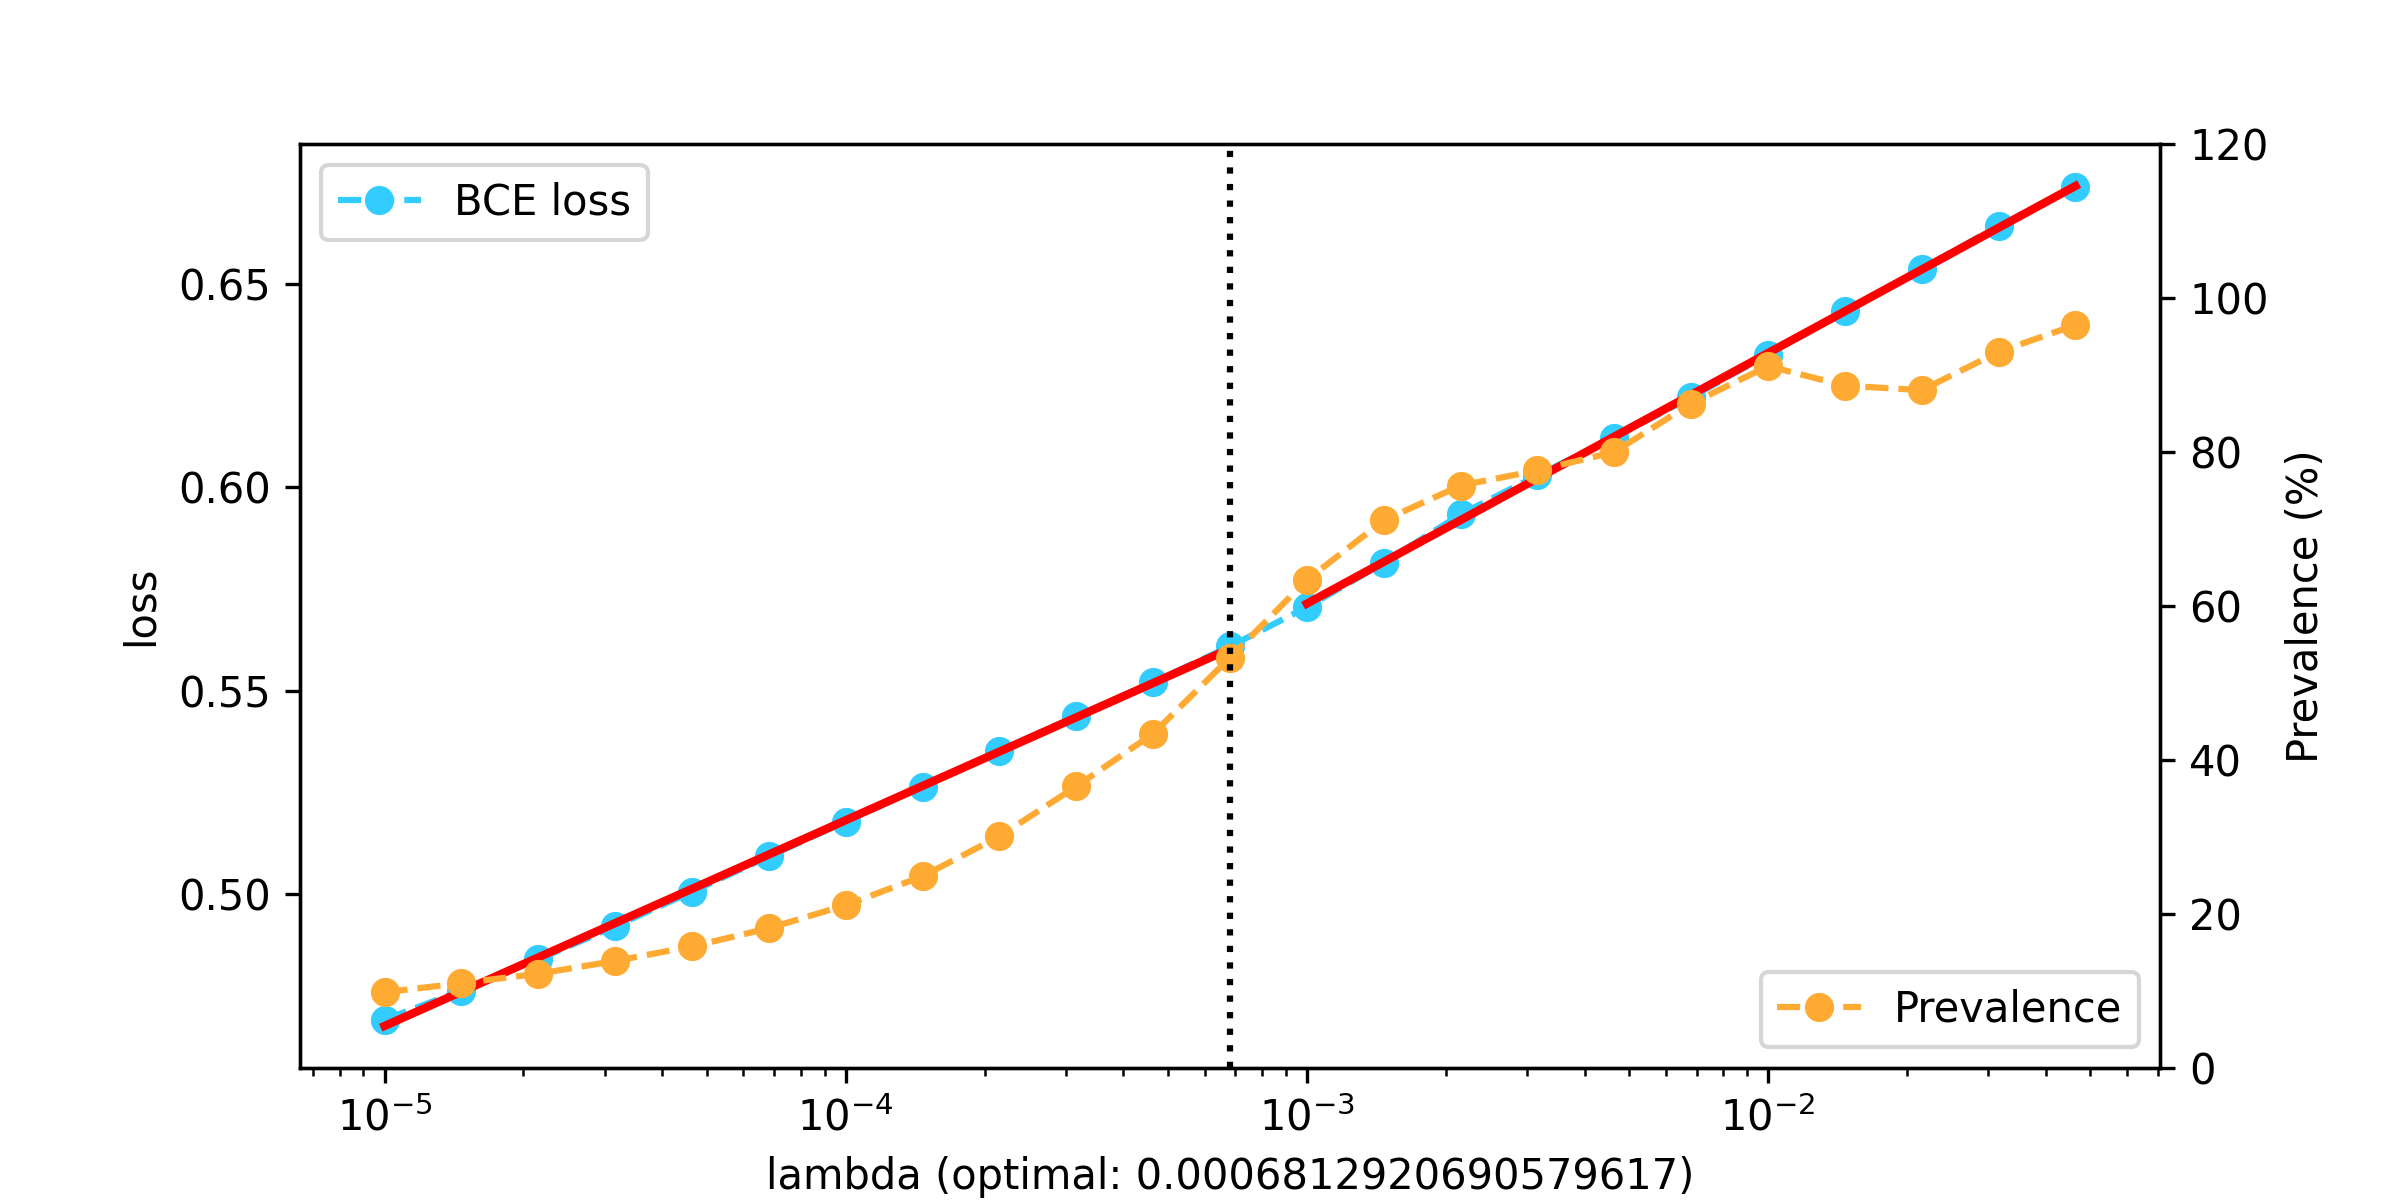 BCE loss
120
0.65
100
0.60
80
0.55
60
40
0.50
20
0
loss
Prevalence (%)
Prevalence
10⁻⁵ 10⁻⁴ 10⁻³ 10⁻²
lambda (optimal: 0.0006812920690579617)